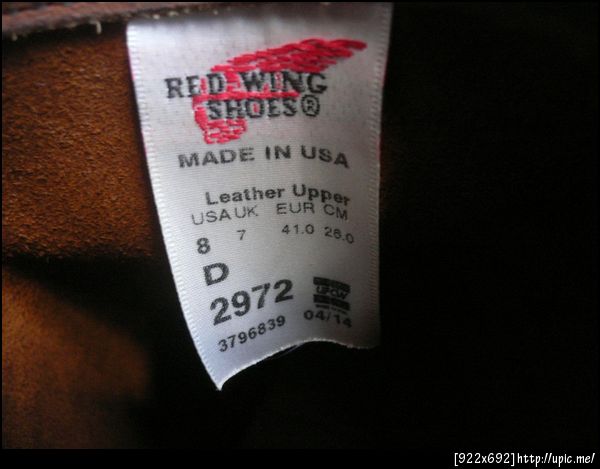 RED WING
SHOES®
MADE IN USA
Leather Upper
USA UK EUR CM
8 7 41.0 26.0
D
2972
UFCW
3796839 04/14
[922x692]http://upic.me/